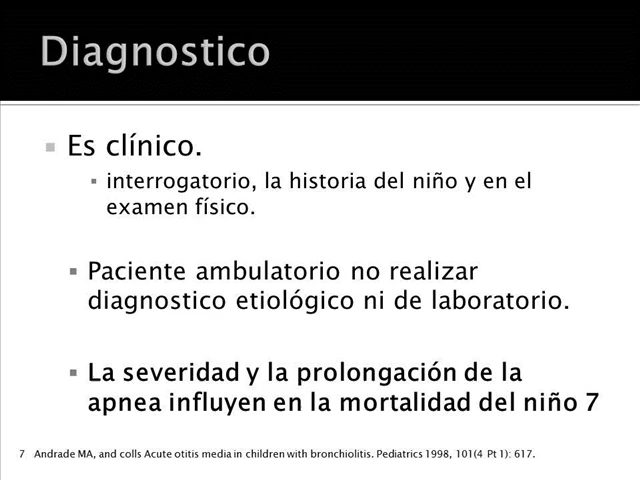 Diagnostico
Es clínico.
interrogatorio, la historia del niño y en el
examen físico.
Paciente ambulatorio no realizar
diagnostico etiológico ni de laboratorio.
La severidad y la prolongación de la
apnea influyen en la mortalidad del niño 7
7 Andrade MA, and colls Acute otitis media in children with bronchiolitis. Pediatrics 1998, 101(4 Pt 1): 617.